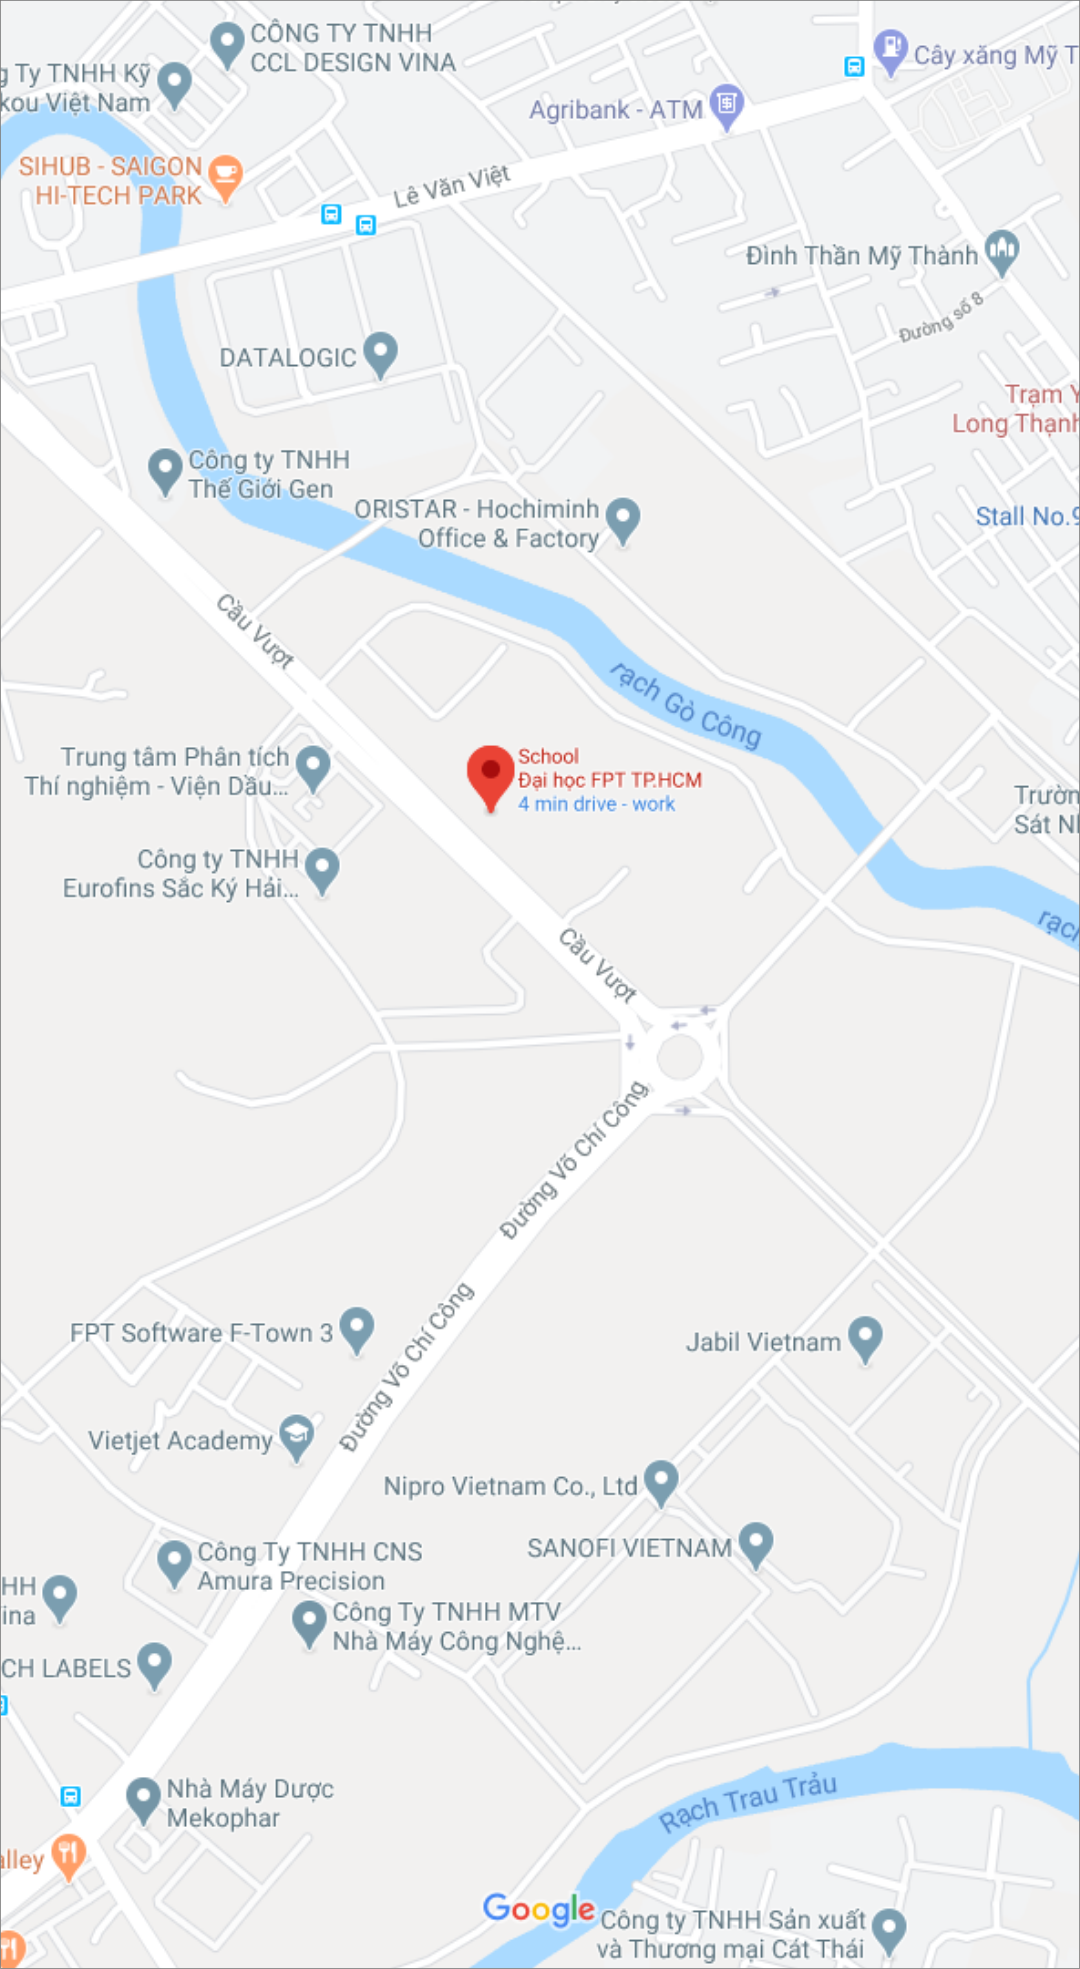 CÔNG TY TNHH
CCL DESIGN VINA
Cây xăng Mỹ T
g Ty TNHH Kỹ
kou Việt Nam
Agribank - ATM
SIHUB - SAIGON
HI-TECH PARK
Lê Văn Việt
Đình Thần Mỹ Thành
Đường số 8
DATALOGIC
Trạm Y
Long Thạnh
Công ty TNHH
Thế Giới Gen
ORISTAR - Hochiminh
Office & Factory
Stall No.9
Cầu Vượt
rạch Gò Công
Trung tâm Phân tích
Thí nghiệm - Viện Dầu...
School
Đại học FPT TP.HCM
4 min drive - work
Trườn
Sát Nh
Công ty TNHH
Eurofins Sắc Ký Hải...
rạch
Cầu Vượt
Đường Võ Chí Công
FPT Software F-Town 3
Jabil Vietnam
Đường Võ Chí Công
Vietjet Academy
Nipro Vietnam Co., Ltd
SANOFI VIETNAM
Công Ty TNHH CNS
Amura Precision
HH
ina
Công Ty TNHH MTV
Nhà Máy Công Nghệ...
CH LABELS
Nhà Máy Dược
Mekophar
Rạch Trau Trảu
alley
Google
Công ty TNHH Sản xuất
và Thương mại Cát Thái